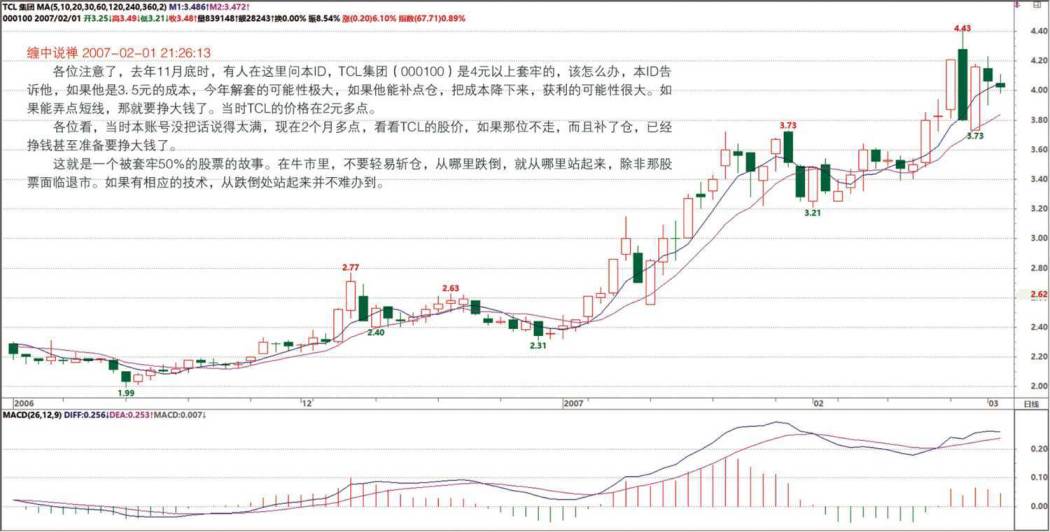 TCL 集团 MA(5,10,20,30,60,120,240,360,2) M1:3.486↑M2:3.472↑
000100 2007/02/01 开3.25↓高3.49↓低3.21↓收3.48↑量839148↑额28243↑换0.00% 振8.54% 涨(0.20)6.10% 指数(67.71)0.89%
缠中说禅 2007-02-01 21:26:13
各位注意了，去年11月底时，有人在这里问本ID，TCL集团（000100）是4元以上套牢的，该怎么办，本ID告
诉他，如果他是3.5元的成本，今年解套的可能性极大，如果他能补点仓，把成本降下来，获利的可能性很大。如
果能弄点短线，那就要挣大钱了。当时TCL的价格在2元多点。
各位看，当时本账号没把话说得太满，现在2个月多点，看看TCL的股价，如果那位不走，而且补了仓，已经
挣钱甚至准备要挣大钱了。
这就是一个被套牢50%的股票的故事。在牛市里，不要轻易斩仓，从哪里跌倒，就从哪里站起来，除非那股
票面临退市。如果有相应的技术，从跌倒处站起来并不难办到。
4.43
4.40
4.20
4.00
3.80
3.73
3.73
3.60
3.40
3.21
3.20
3.00
2.80
2.77
2.63
2.62
2.40
2.40
2.31
2.20
1.99
2.00
2006
12
2007
02
03
日线
MACD(26,12,9) DIFF:0.256↓DEA:0.253↑MACD:0.007↓
0.20
0.10
0.00